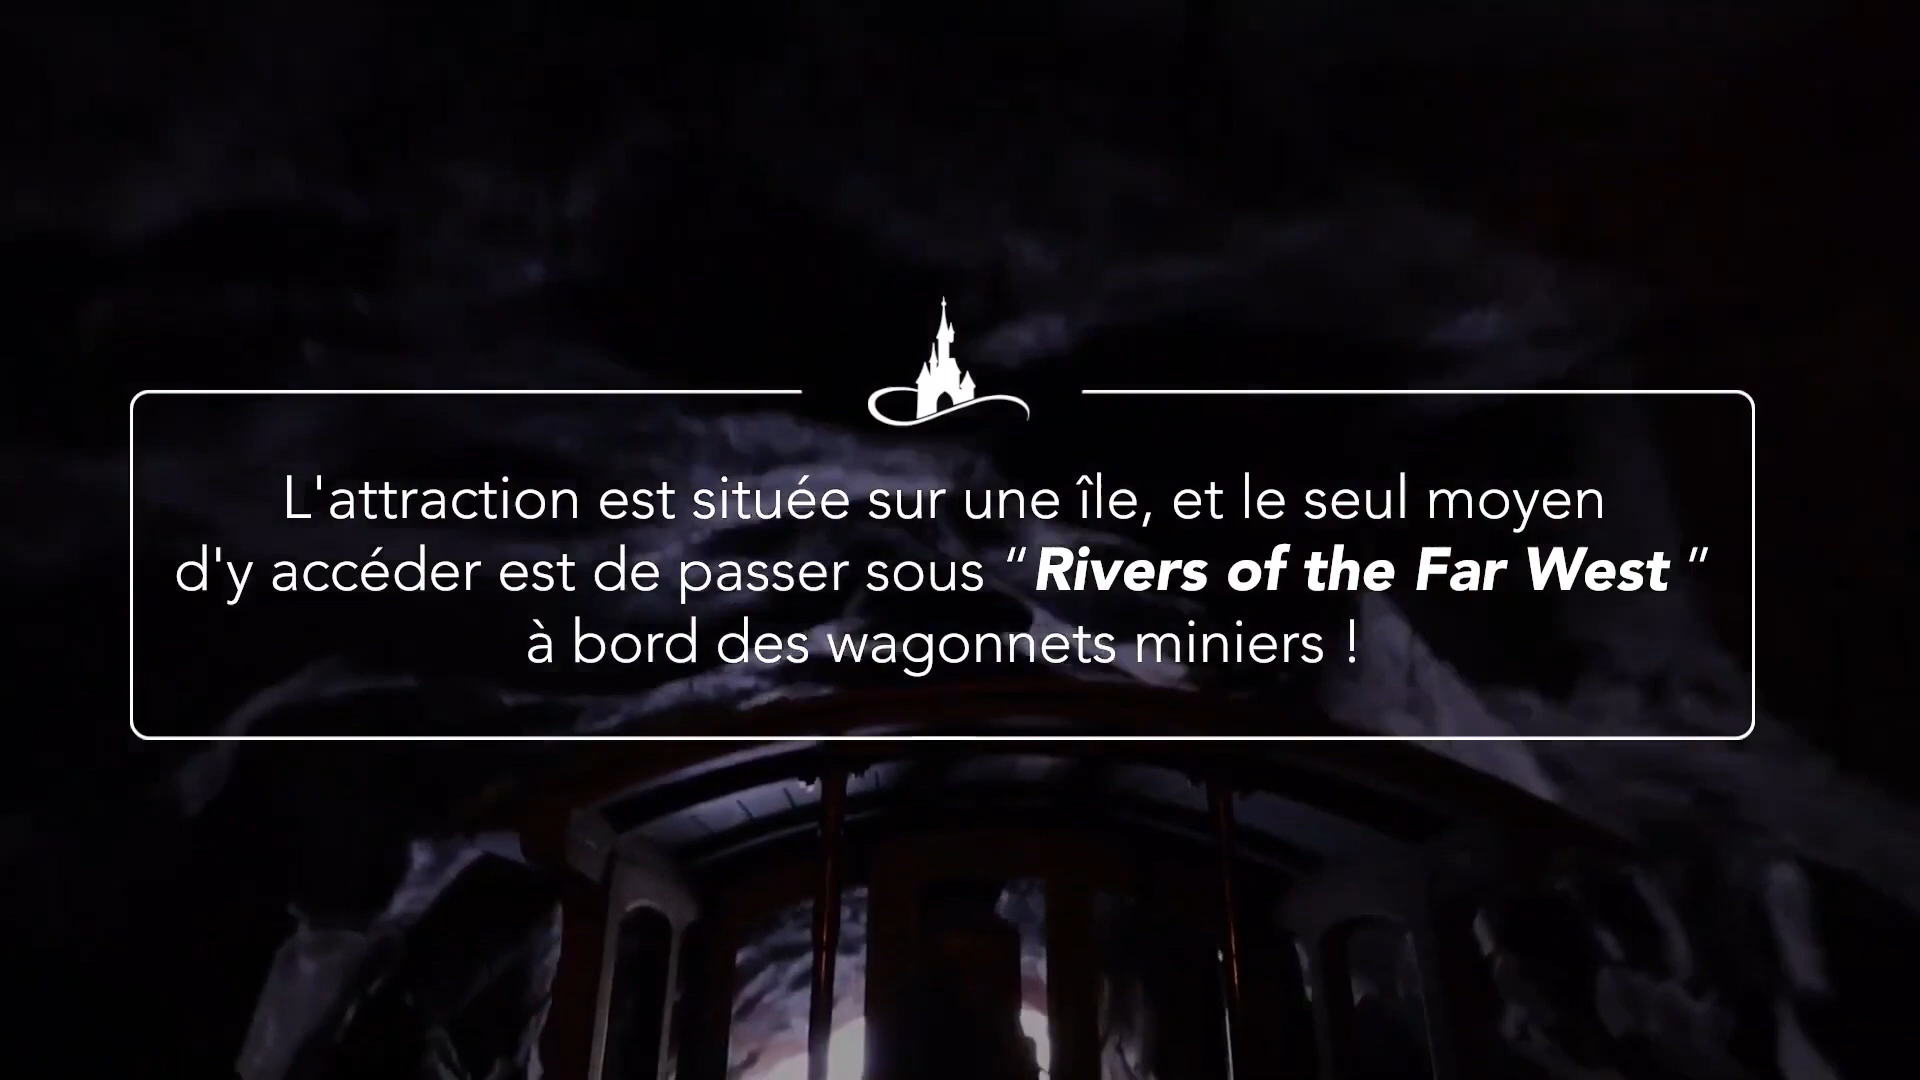 L'attraction est située sur une île, et le seul moyen
d'y accéder est de passer sous “Rivers of the Far West ”
à bord des wagonnets miniers !